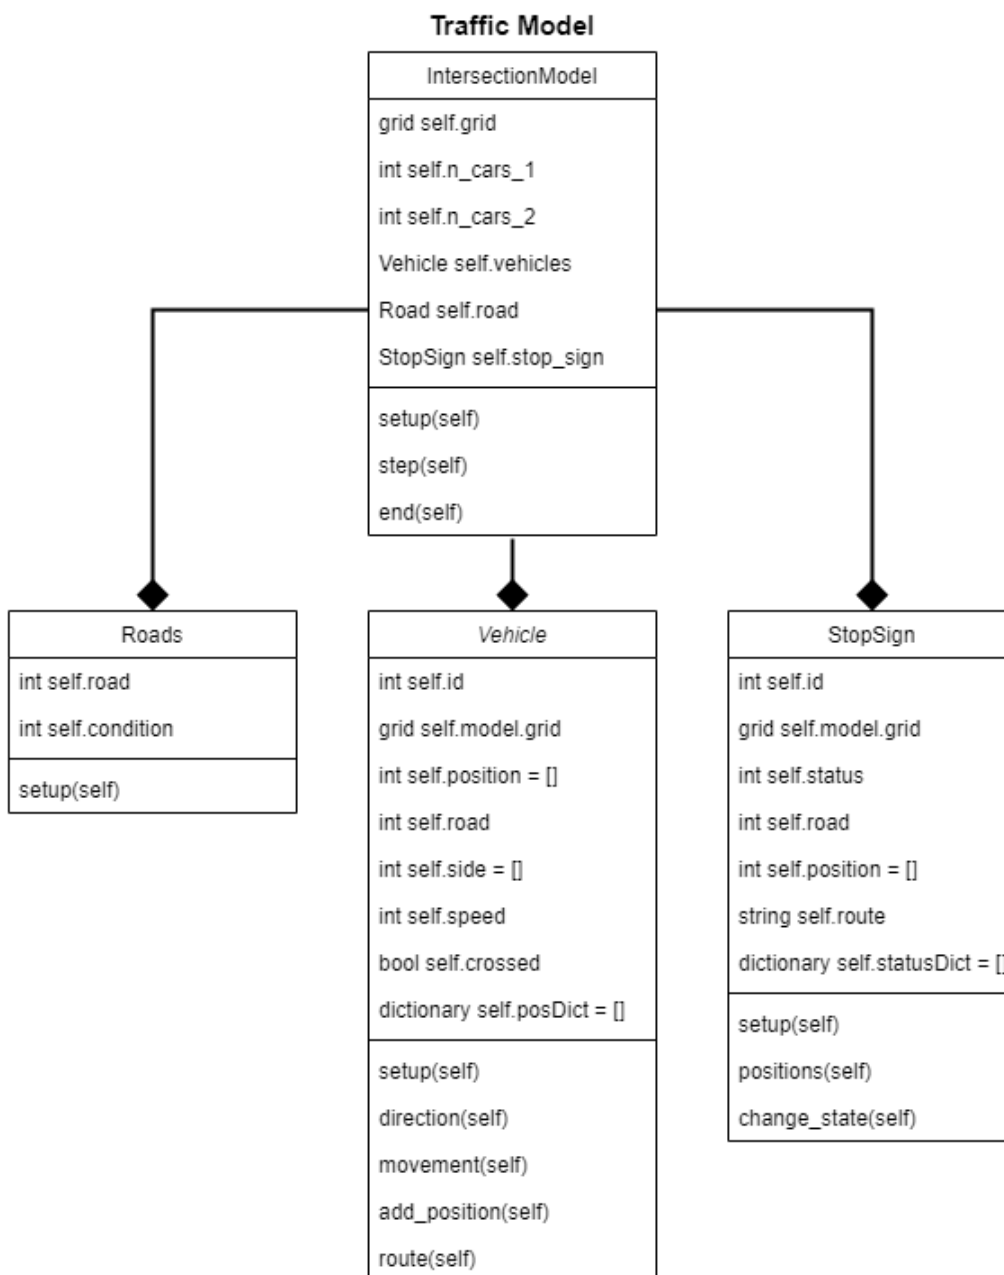 Traffic Model
IntersectionModel
grid self.grid
int self.n_cars_1
int self.n_cars_2
Vehicle self.vehicles
Road self.road
StopSign self.stop_sign
setup(self)
step(self)
end(self)
Roads
int self.road
int self.condition
setup(self)
Vehicle
int self.id
grid self.model.grid
int self.position = []
int self.road
int self.side = []
int self.speed
bool self.crossed
dictionary self.posDict = []
setup(self)
direction(self)
movement(self)
add_position(self)
route(self)
StopSign
int self.id
grid self.model.grid
int self.status
int self.road
int self.position = []
string self.route
dictionary self.statusDict = []
setup(self)
positions(self)
change_state(self)